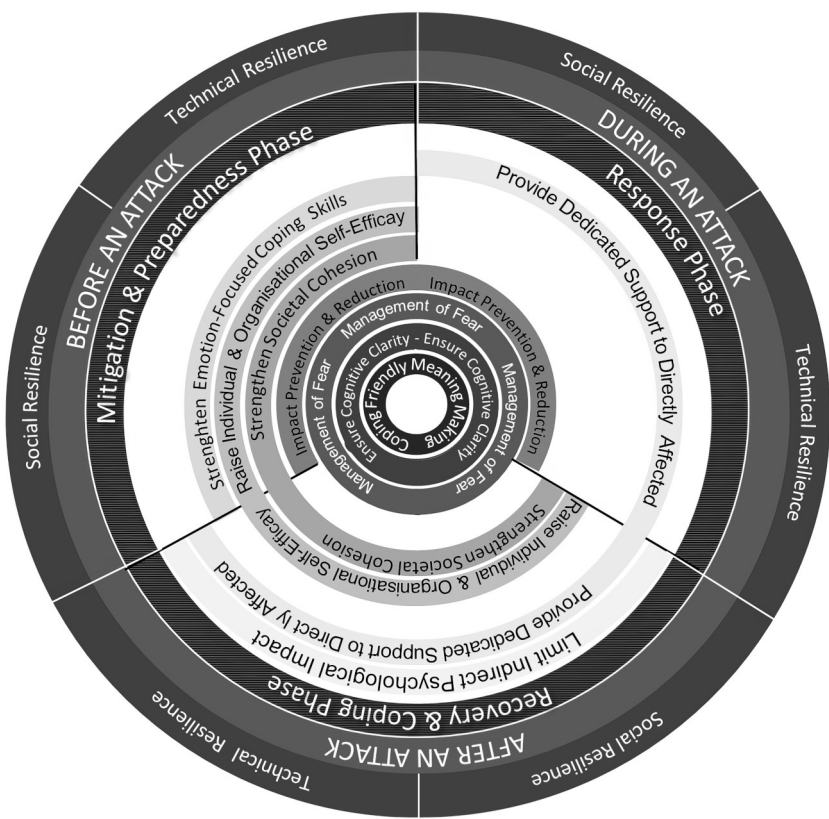 Technical Resilience
Social Resilience
Social Resilience
Technical Resilience
Technical Resilience
Social Resilience
BEFORE AN ATTACK
DURING AN ATTACK
AFTER AN ATTACK
Mitigation & Preparedness Phase
Response Phase
Recovery & Coping Phase
Strenghten Emotion-Focused Coping Skills
Raise Individual & Organisational Self-Efficay
Strengthen Societal Cohesion
Impact Prevention & Reduction
Impact Prevention & Reduction
Provide Dedicated Support to Directly Affected
Management of Fear
Management of Fear
Management of Fear
Ensure Cognitive Clarity - Ensure Cognitive Clarity
Coping Friendly Meaning Making
Strengthen Societal Cohesion
Raise Individual & Organisational Self-Efficay
Provide Dedicated Support to Directly Affected
Limit Indirect Psychological Impact